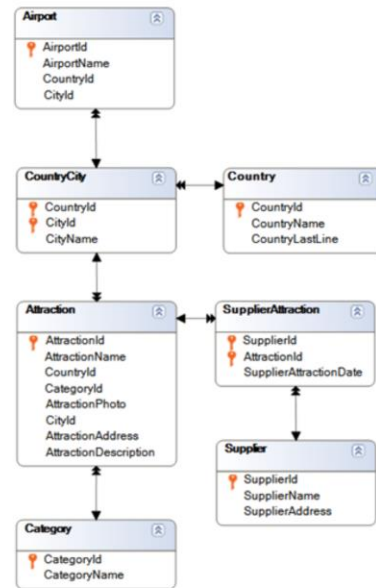 Airport
AirportId
AirportName
CountryId
CityId
CountryCity
CountryId
CityId
CityName
Country
CountryId
CountryName
CountryLastLine
Attraction
AttractionId
AttractionName
CountryId
CategoryId
AttractionPhoto
CityId
AttractionAddress
AttractionDescription
SupplierAttraction
SupplierId
AttractionId
SupplierAttractionDate
Supplier
SupplierId
SupplierName
SupplierAddress
Category
CategoryId
CategoryName